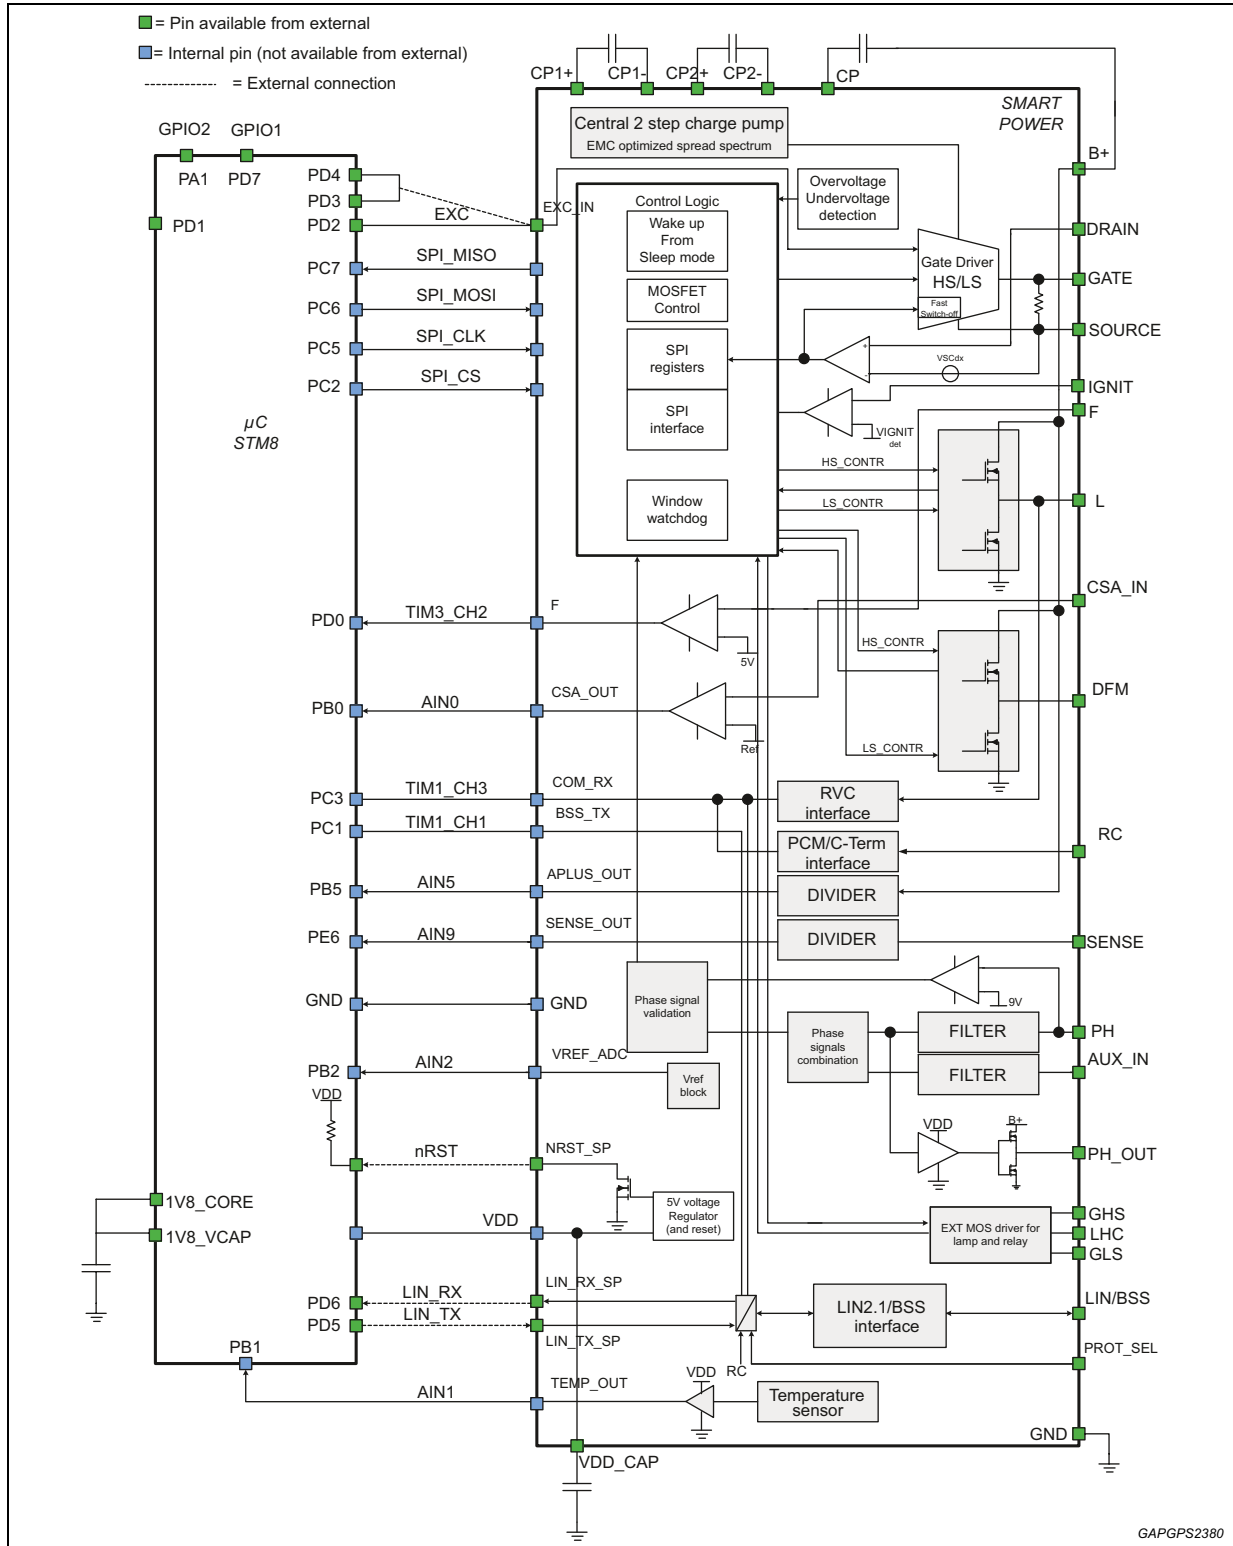 = Pin available from external
= Internal pin (not available from external)
= External connection
CP1+
CP1-
CP2+
CP2-
CP
SMART
POWER
Central 2 step charge pump
EMC optimized spread spectrum
B+
GPIO2
GPIO1
PA1
PD7
PD4
PD3
PD2
PD1
EXC
EXC_IN
Control Logic
Wake up
From
Sleep mode
MOSFET
Control
SPI
registers
SPI
interface
Window
watchdog
Overvoltage
Undervoltage
detection
DRAIN
Gate Driver
HS/LS
Fast
Switch-off
GATE
SOURCE
PC7
SPI_MISO
PC6
SPI_MOSI
PC5
SPI_CLK
PC2
SPI_CS
µC
STM8
+
-
VSCdx
IGNIT
F
VIGNIT
det
HS_CONTR
LS_CONTR
L
CSA_IN
PD0
TIM3_CH2
F
5V
HS_CONTR
LS_CONTR
DFM
PB0
AIN0
CSA_OUT
Ref
PC3
TIM1_CH3
COM_RX
RVC
interface
PC1
TIM1_CH1
BSS_TX
PCM/C-Term
interface
RC
PB5
AIN5
APLUS_OUT
DIVIDER
PE6
AIN9
SENSE_OUT
DIVIDER
SENSE
GND
GND
Phase signal
validation
9V
Phase
signals
combination
FILTER
PH
FILTER
AUX_IN
PB2
AIN2
VREF_ADC
Vref
block
VDD
VDD
B+
PH_OUT
nRST
NRST_SP
1V8_CORE
1V8_VCAP
VDD
5V voltage
Regulator
(and reset)
EXT MOS driver for
lamp and relay
GHS
LHC
GLS
PD6
LIN_RX
LIN_RX_SP
PD5
LIN_TX
LIN_TX_SP
LIN2.1/BSS
interface
LIN/BSS
RC
PROT_SEL
PB1
AIN1
TEMP_OUT
VDD
Temperature
sensor
GND
VDD_CAP
GAPGPS2380